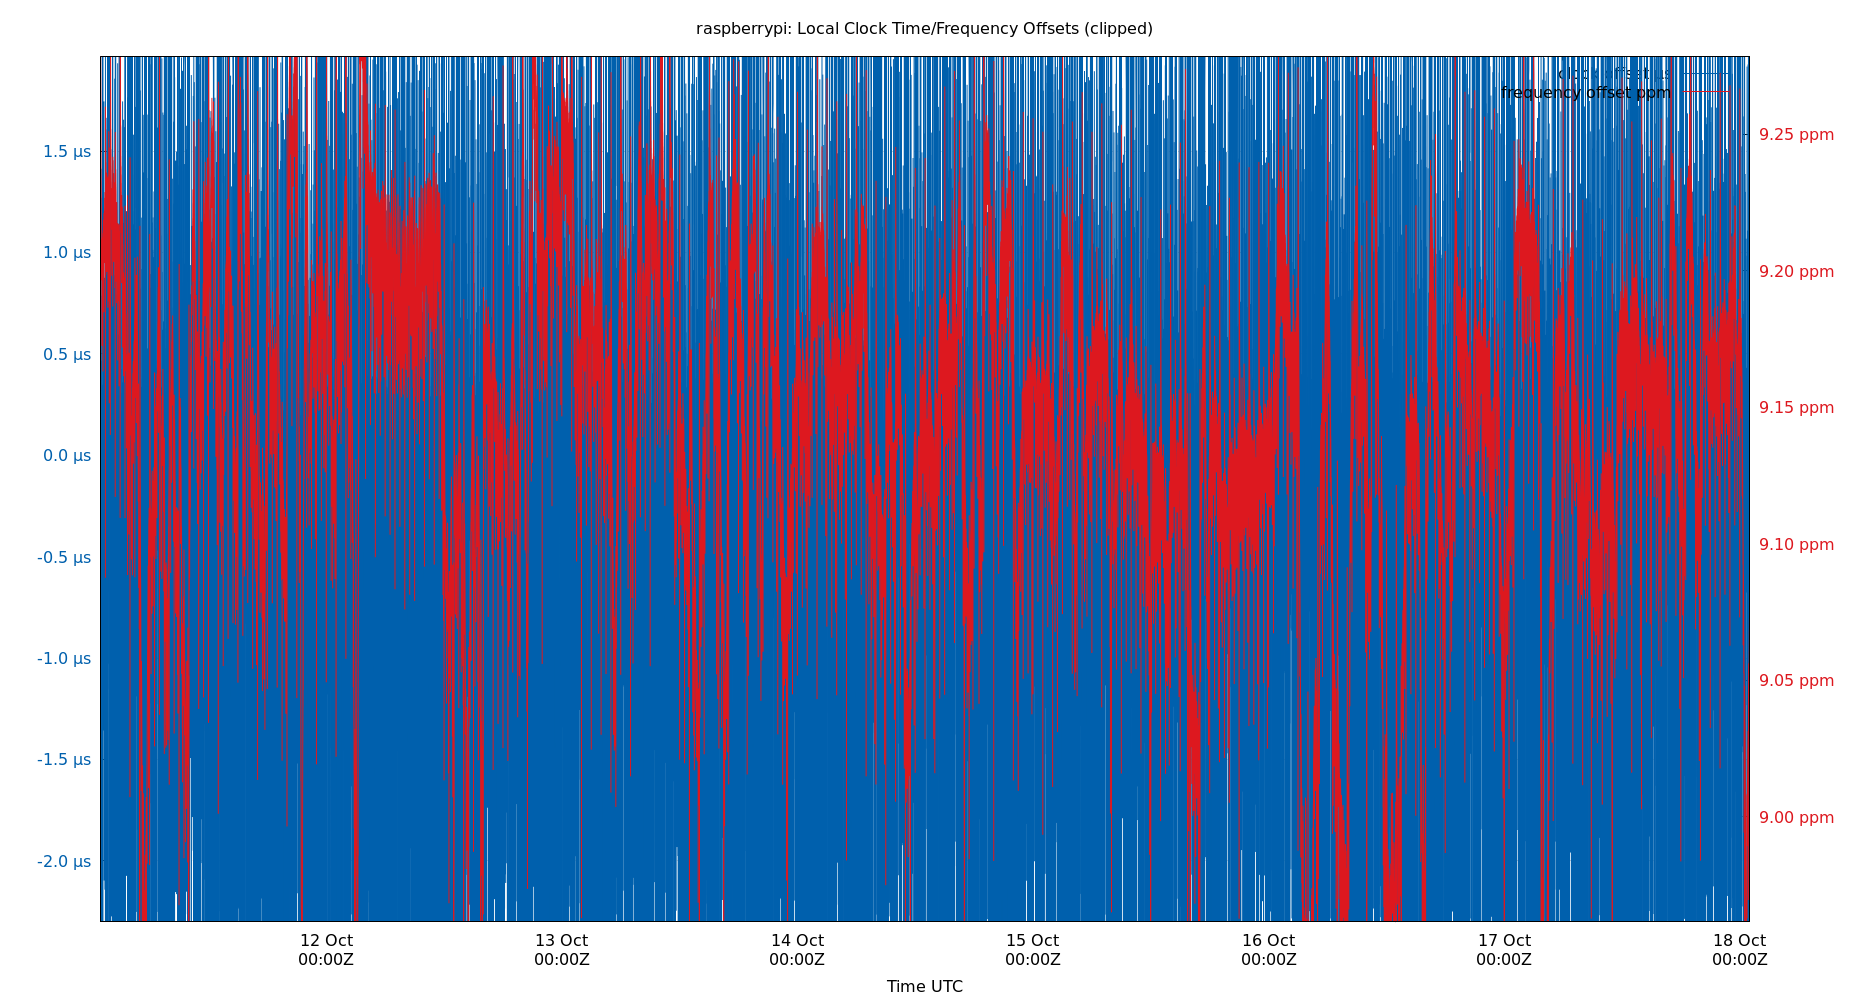 raspberrypi: Local Clock Time/Frequency Offsets (clipped)
clock offset µs
frequency offset ppm
1.5 µs
1.0 µs
0.5 µs
0.0 µs
-0.5 µs
-1.0 µs
-1.5 µs
-2.0 µs
9.25 ppm
9.20 ppm
9.15 ppm
9.10 ppm
9.05 ppm
9.00 ppm
12 Oct
00:00Z
13 Oct
00:00Z
14 Oct
00:00Z
15 Oct
00:00Z
16 Oct
00:00Z
17 Oct
00:00Z
18 Oct
00:00Z
Time UTC